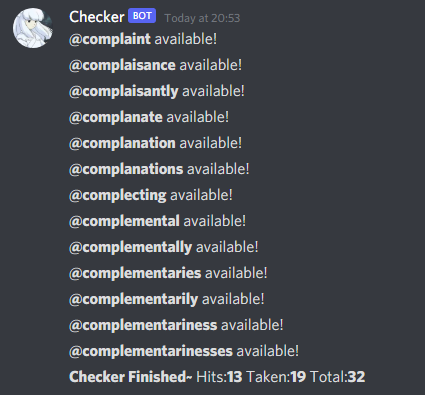 Checker BOT Today at 20:53
@complaint available!
@complaisance available!
@complaisantly available!
@complanate available!
@complanation available!
@complanations available!
@complecting available!
@complemental available!
@complementally available!
@complementaries available!
@complementarily available!
@complementariness available!
@complementarinesses available!
Checker Finished~ Hits:13 Taken:19 Total:32